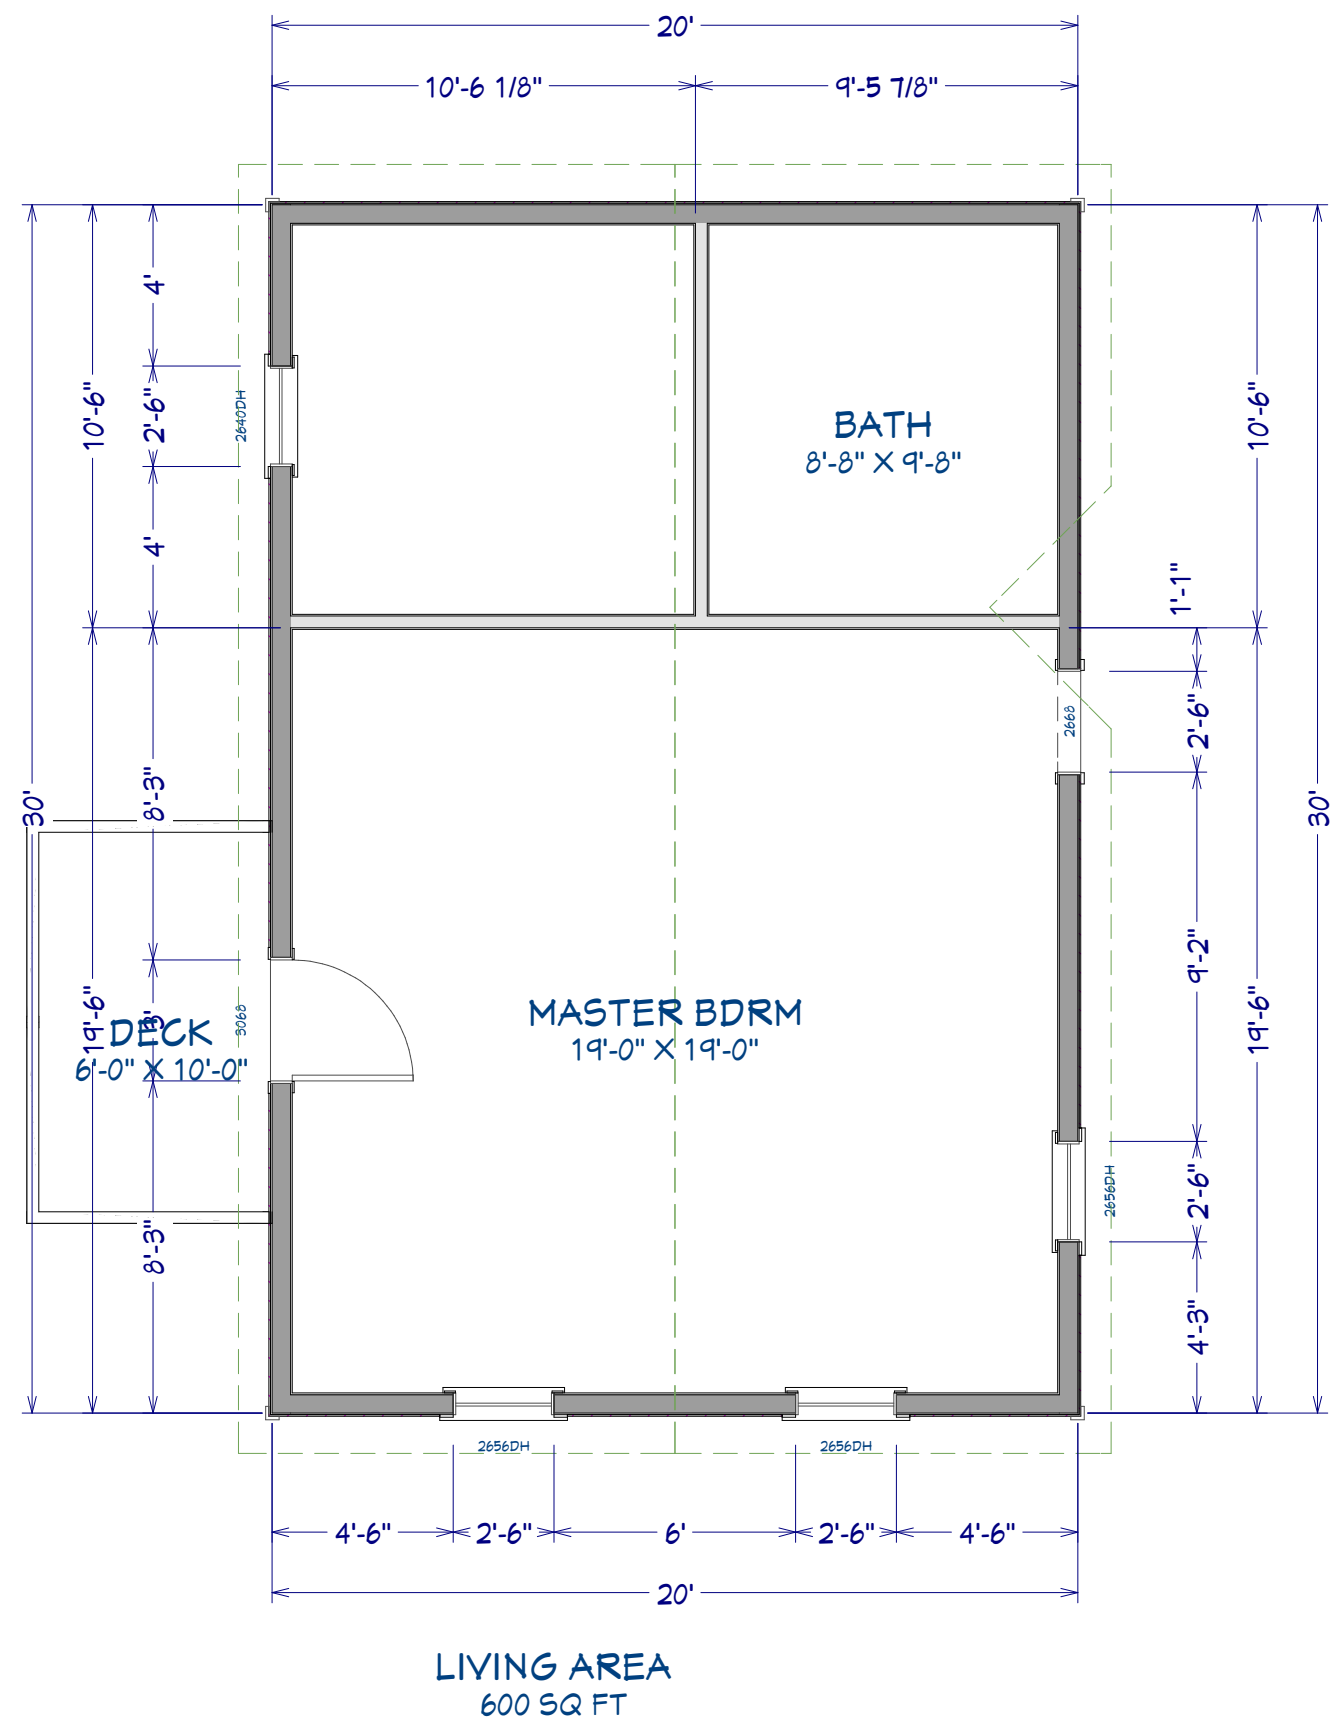 20'
10'-6 1/8"
9'-5 7/8"
4'
10'-6"
2'-6"
2640DH
4'
BATH
8'-8" X 9'-8"
10'-6"
1'-1"
2668
2'-6"
30'
8'-3"
30'
9'-2"
19'-6"
3'
DECK
6'-0" X 10'-0"
3068
MASTER BDRM
19'-0" X 19'-0"
19'-6"
8'-3"
2656DH
2'-6"
4'-3"
2656DH
2656DH
4'-6"
2'-6"
6'
2'-6"
4'-6"
20'
LIVING AREA
600 SQ FT